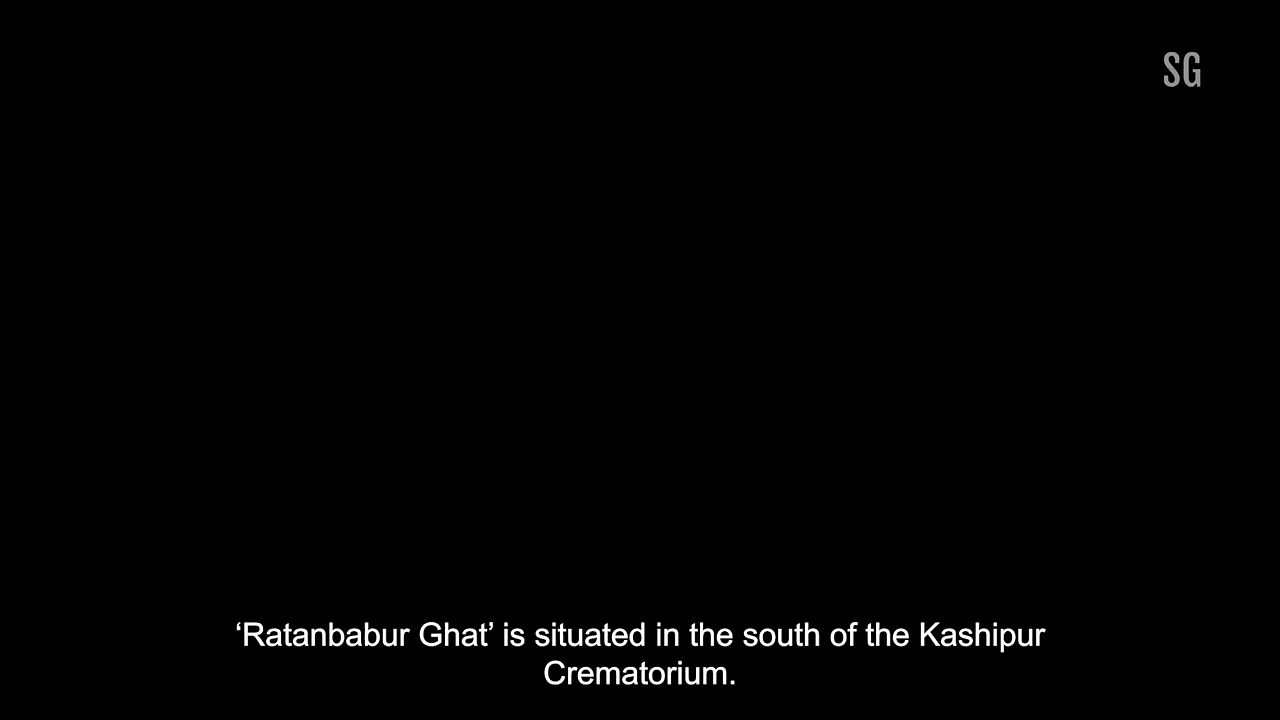 SG
‘Ratanbabur Ghat’ is situated in the south of the Kashipur
Crematorium.